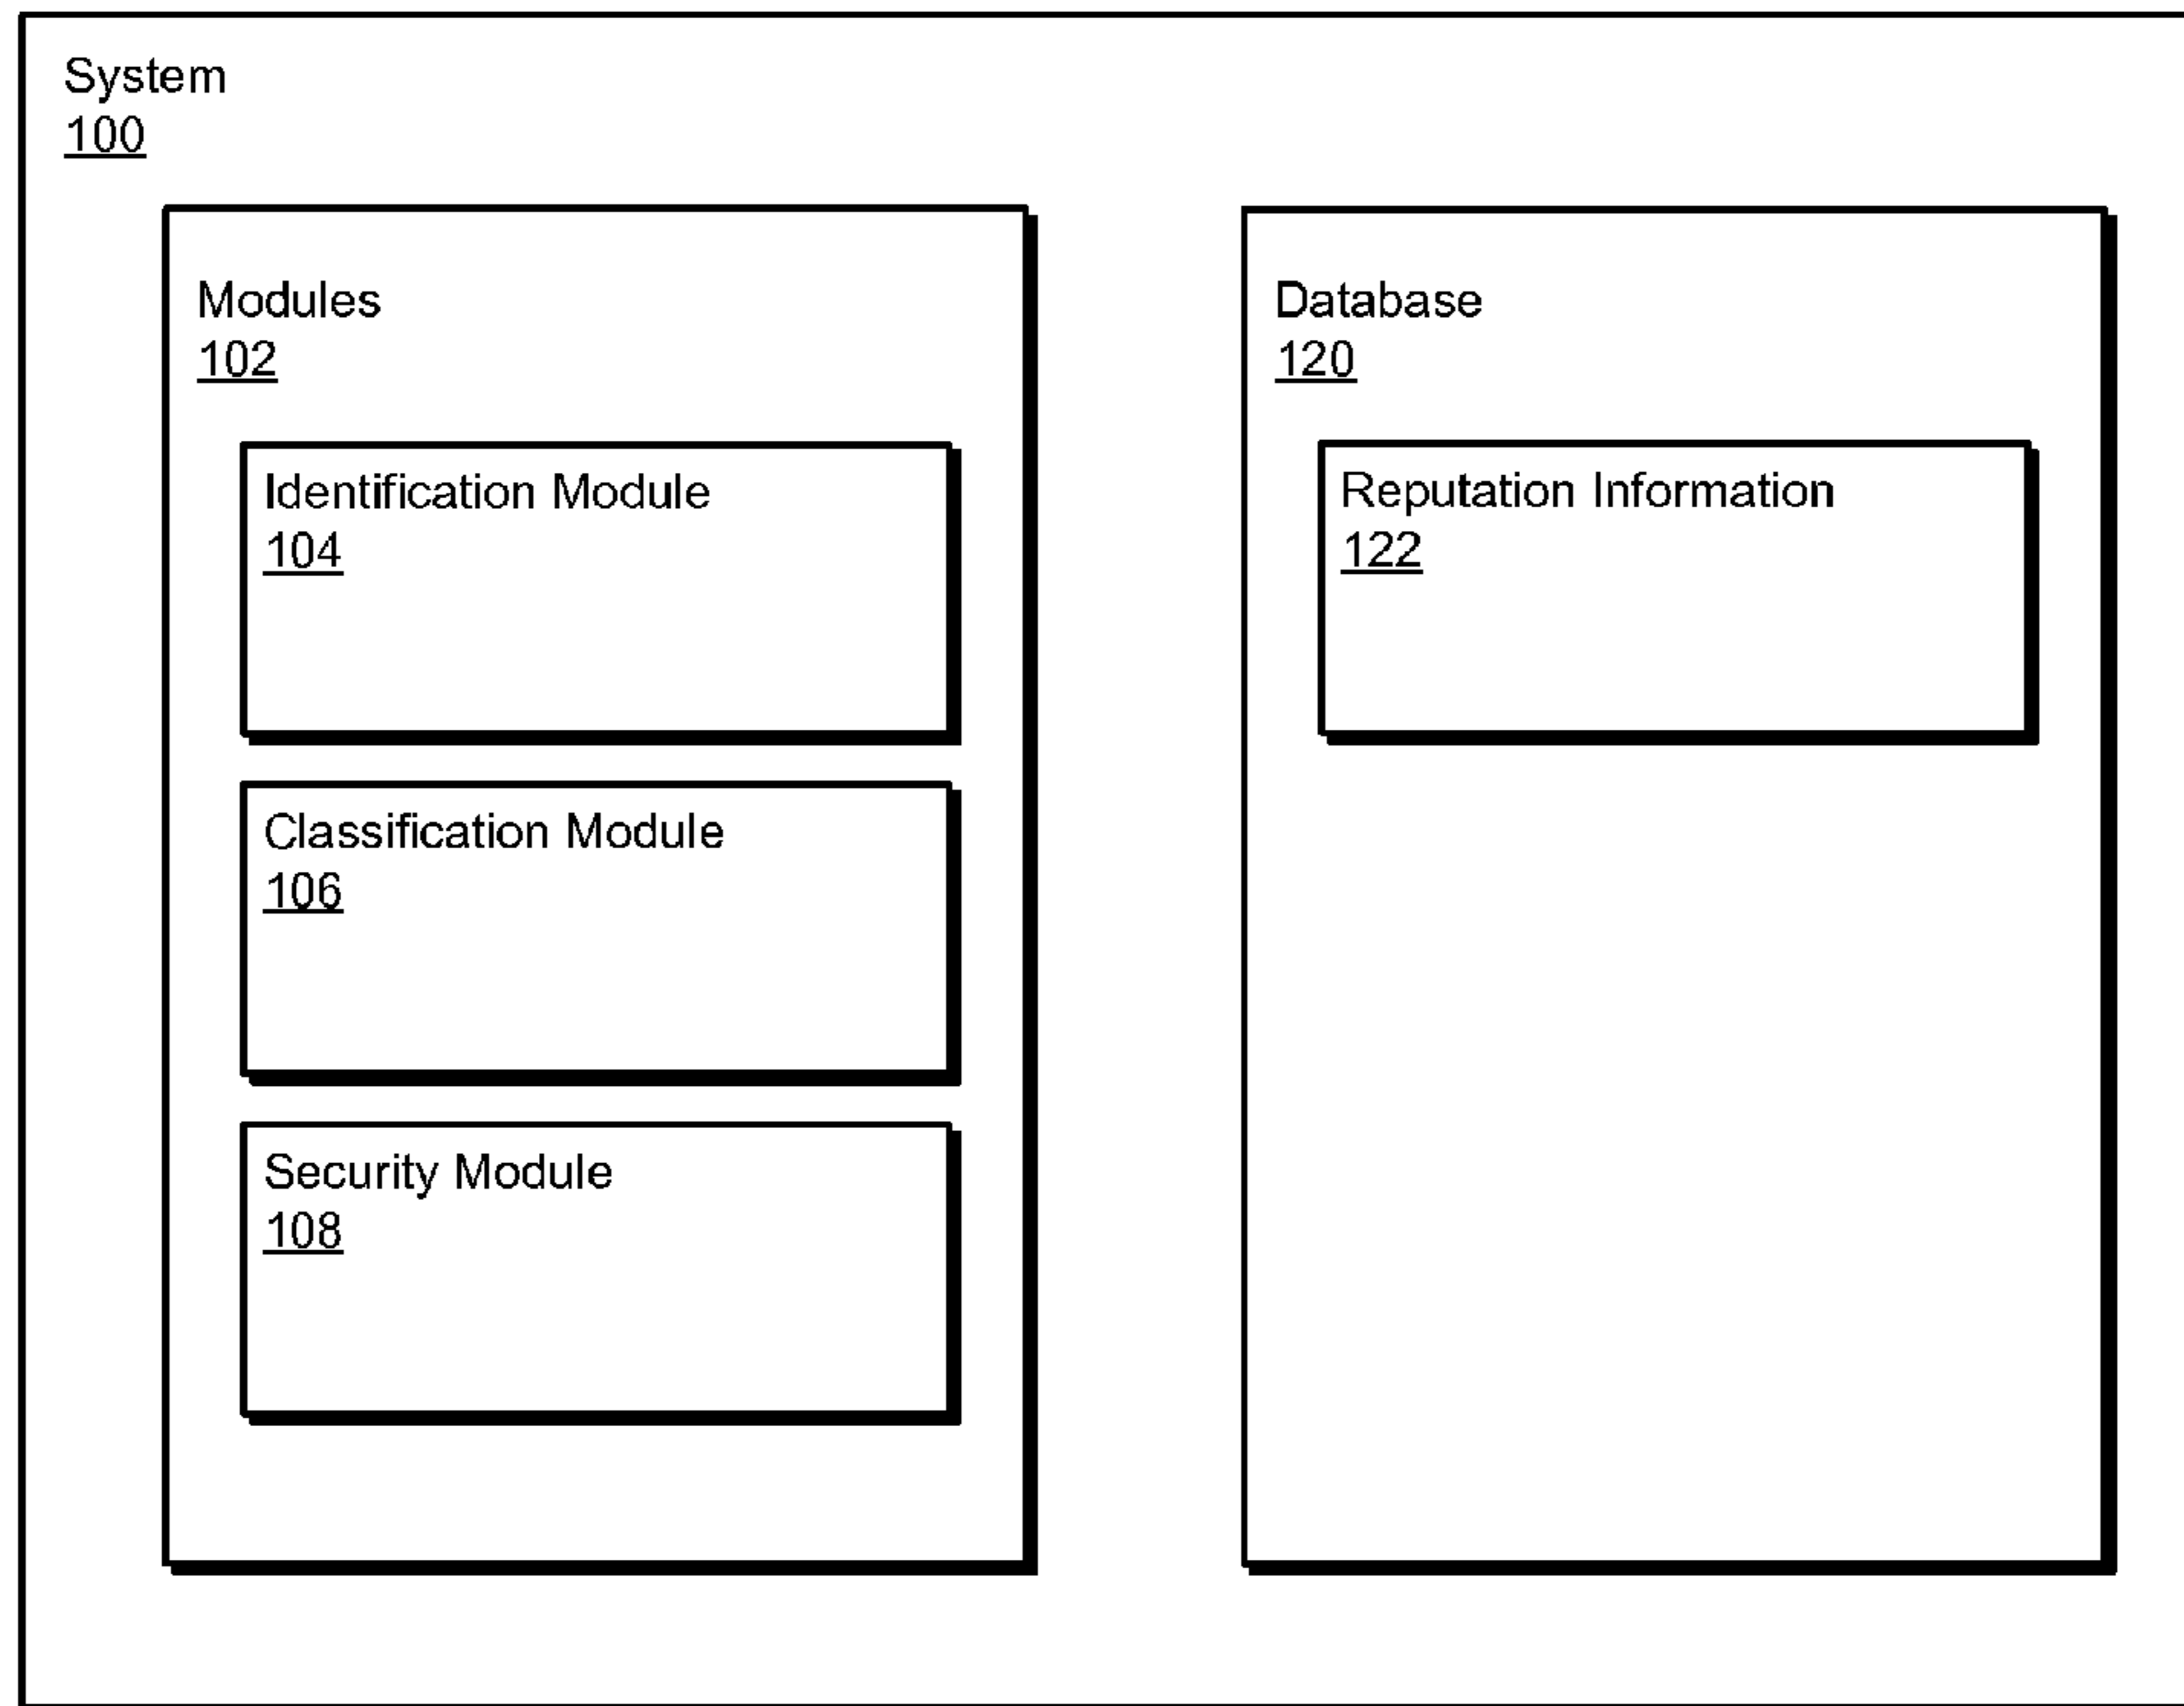 System
100
Modules
102
Identification Module
104
Classification Module
106
Security Module
108
Database
120
Reputation Information
122